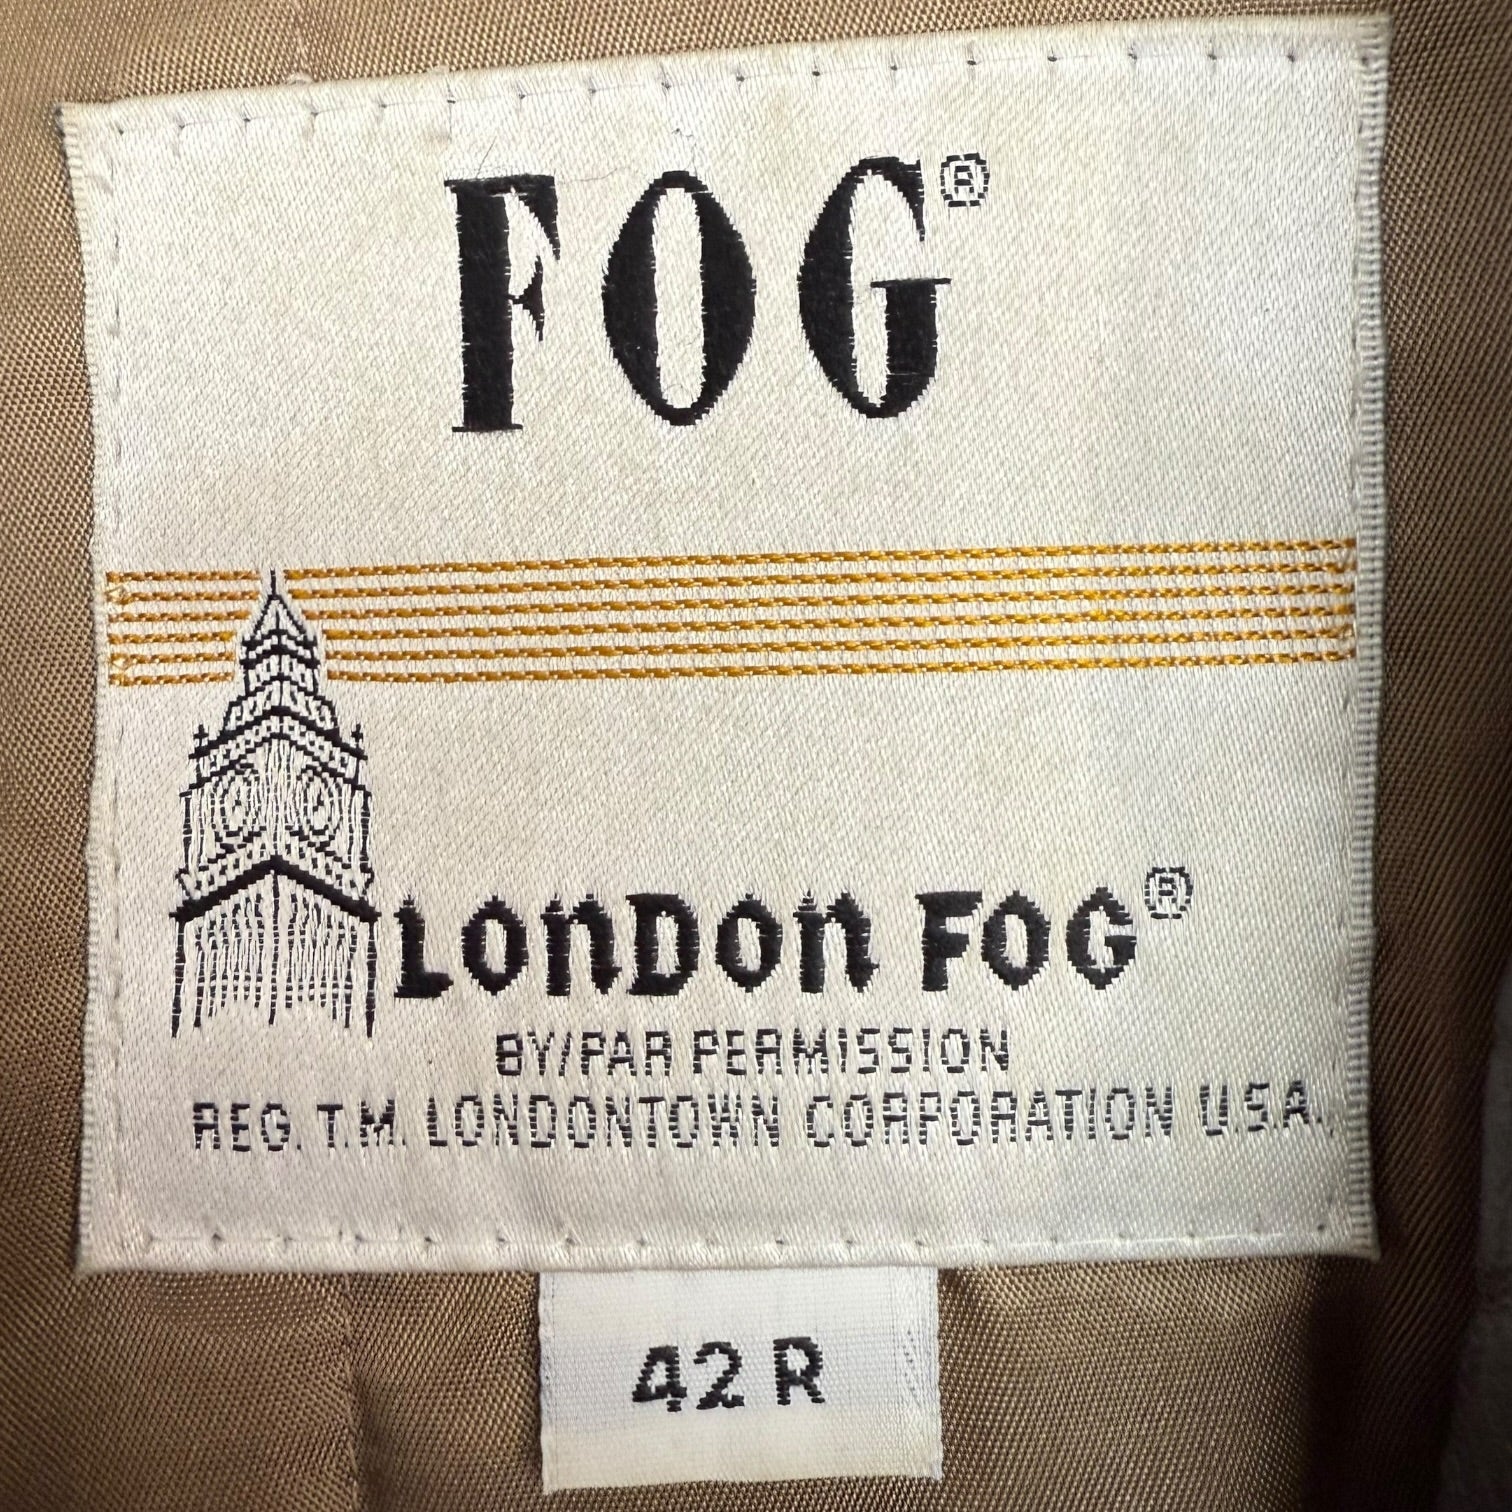 FOG®
LONDON FOG®
BY/PAR PERMISSION
REG. T.M. LONDONTOWN CORPORATION U.S.A.
42 R